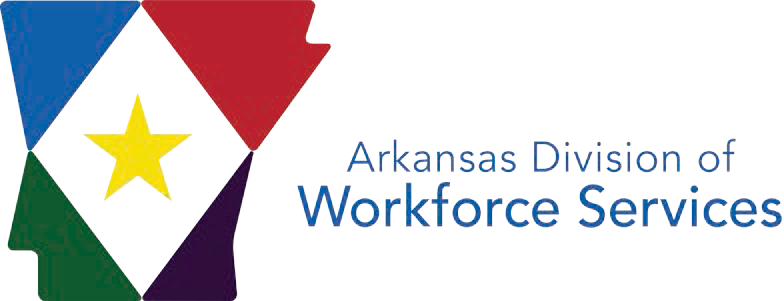 Arkansas Division of
Workforce Services